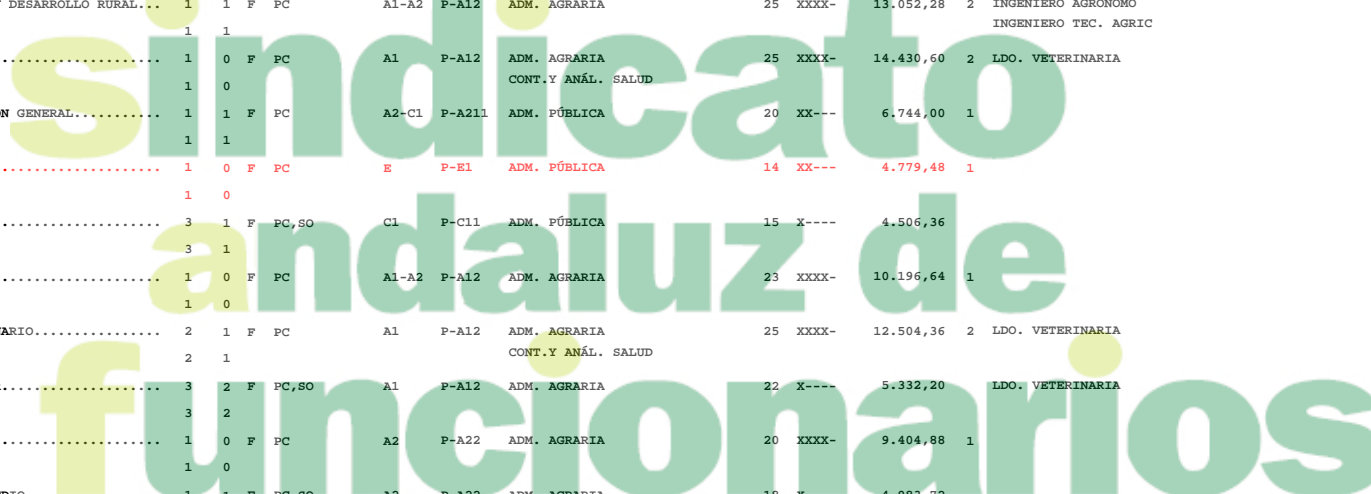 DESARROLLO RURAL... 1 1 F PC A1-A2 P-A12 ADM. AGRARIA 25 XXXX- 13.052,28 2 INGENIERO AGRONOMO
1 1 INGENIERO TEC. AGRIC
.................... 1 0 F PC A1 P-A12 ADM. AGRARIA 25 XXXX- 14.430,60 2 LDO. VETERINARIA
1 0 CONT.Y ANÁL. SALUD
N GENERAL........... 1 1 F PC A2-C1 P-A211 ADM. PÚBLICA 20 XX--- 6.744,00 1
1 1
.................... 1 0 F PC E P-E1 ADM. PÚBLICA 14 XX--- 4.779,48 1
1 0
.................... 3 1 F PC,SO C1 P-C11 ADM. PÚBLICA 15 X---- 4.506,36
3 1
.................... 1 0 F PC A1-A2 P-A12 ADM. AGRARIA 23 XXXX- 10.196,64 1
1 0
ARIO................ 2 1 F PC A1 P-A12 ADM. AGRARIA 25 XXXX- 12.504,36 2 LDO. VETERINARIA
2 1 CONT.Y ANÁL. SALUD
.................... 3 2 F PC,SO A1 P-A12 ADM. AGRARIA 22 X---- 5.332,20 LDO. VETERINARIA
3 2
.................... 1 0 F PC A2 P-A22 ADM. AGRARIA 20 XXXX- 9.404,88 1
1 0
sindicato
andaluz de
funcionarios